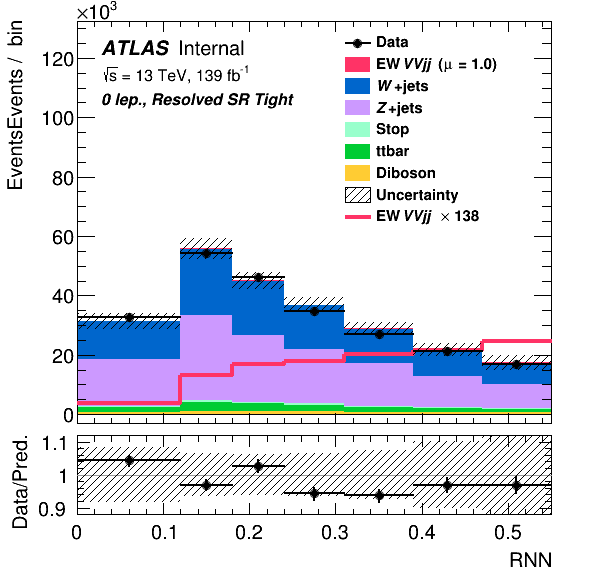 ×10³
EventsEvents / bin
120
100
80
60
40
20
0
ATLAS Internal
√s = 13 TeV, 139 fb⁻¹
0 lep., Resolved SR Tight
Data
EW VVjj (μ = 1.0)
W+jets
Z+jets
Stop
ttbar
Diboson
Uncertainty
EW VVjj × 138
Data/Pred.
1.1
1
0.9
0 0.1 0.2 0.3 0.4 0.5
RNN